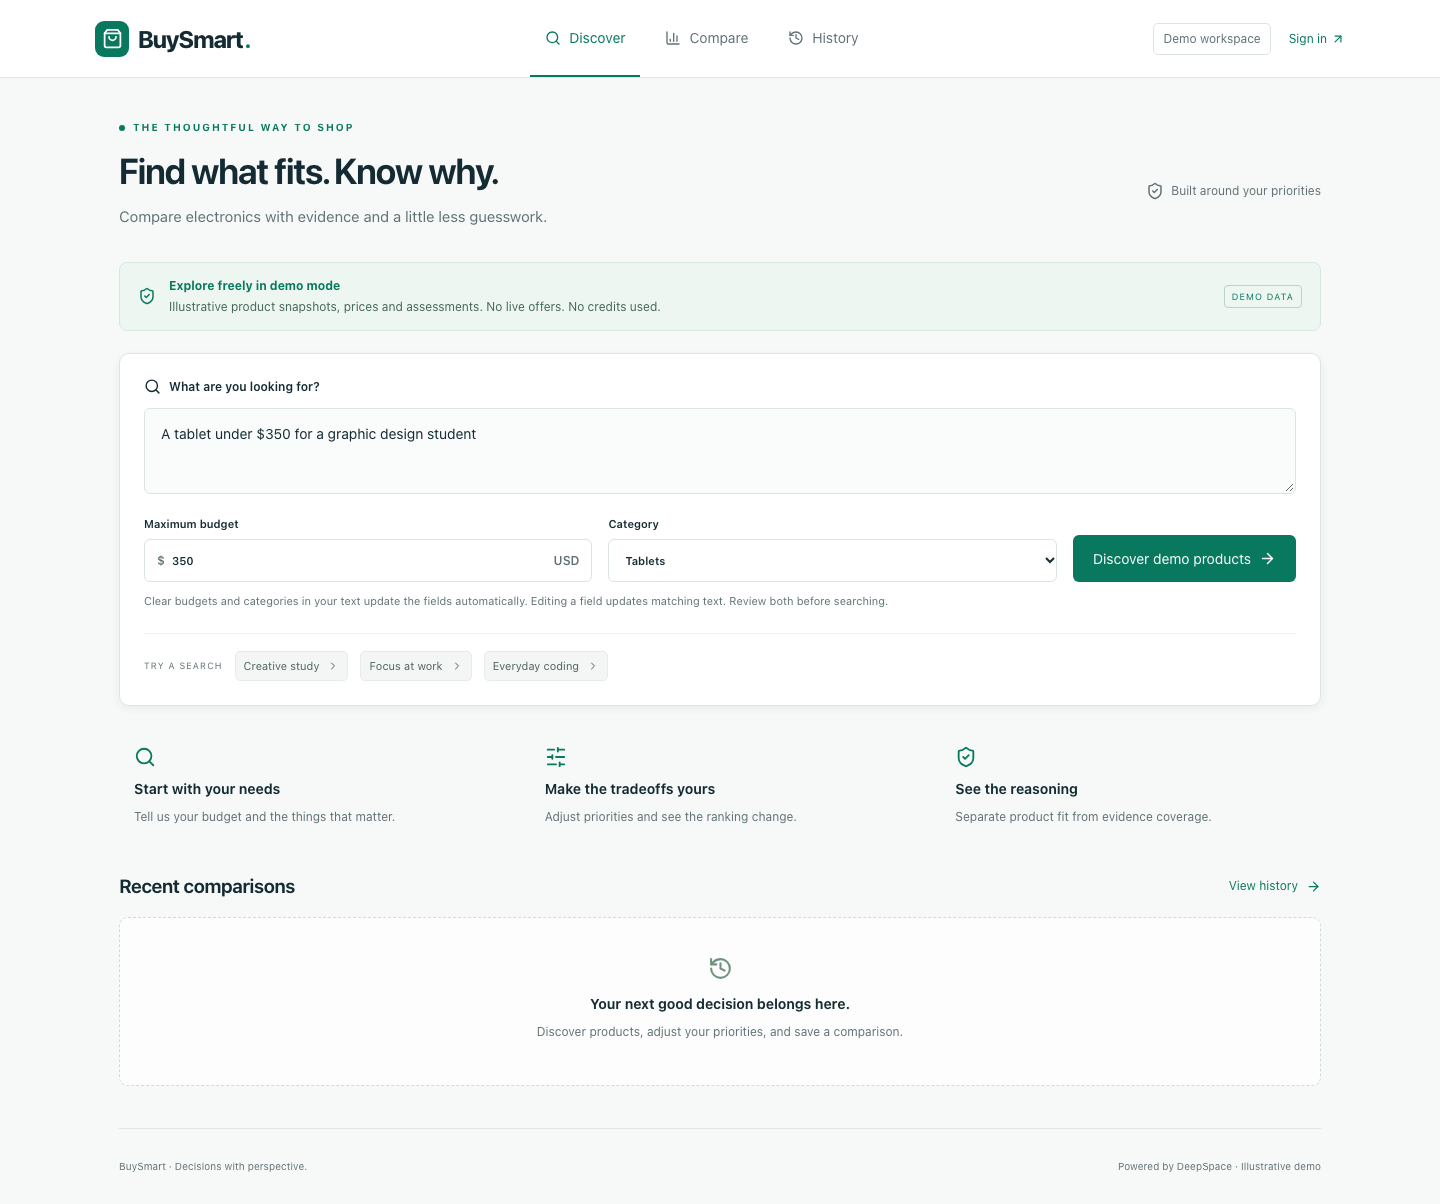 BuySmart.
Discover
Compare
History
Demo workspace
Sign in
THE THOUGHTFUL WAY TO SHOP
Find what fits. Know why.
Compare electronics with evidence and a little less guesswork.
Built around your priorities
Explore freely in demo mode
Illustrative product snapshots, prices and assessments. No live offers. No credits used.
DEMO DATA
What are you looking for?
A tablet under $350 for a graphic design student
Maximum budget
Category
$ 350 USD
Tablets
Discover demo products
Clear budgets and categories in your text update the fields automatically. Editing a field updates matching text. Review both before searching.
TRY A SEARCH
Creative study
Focus at work
Everyday coding
Start with your needs
Tell us your budget and the things that matter.
Make the tradeoffs yours
Adjust priorities and see the ranking change.
See the reasoning
Separate product fit from evidence coverage.
Recent comparisons
View history
Your next good decision belongs here.
Discover products, adjust your priorities, and save a comparison.
BuySmart · Decisions with perspective.
Powered by DeepSpace · Illustrative demo